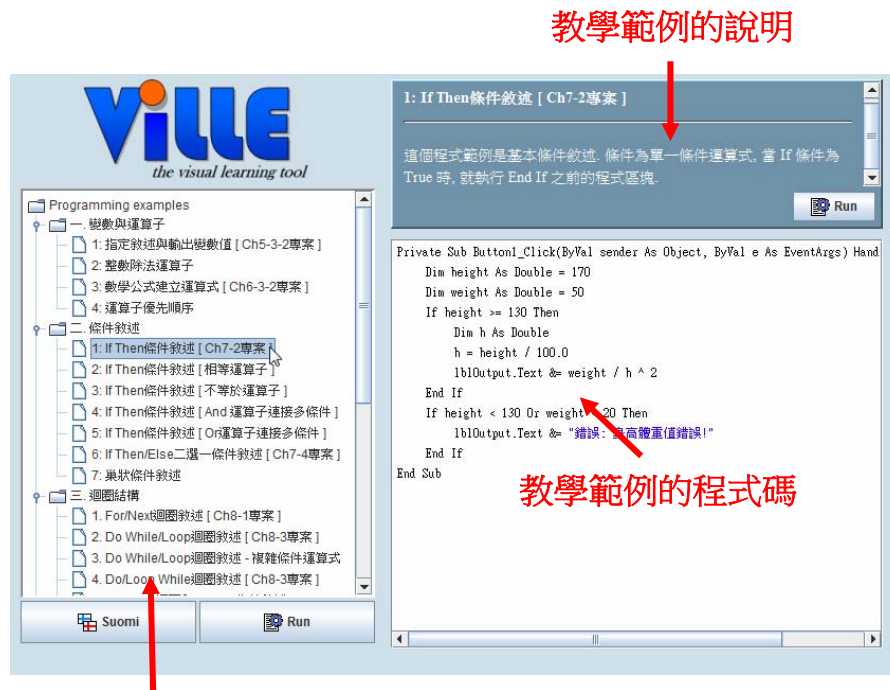 教學範例的說明
ViLLE
the visual learning tool
1: If Then條件敘述 [ Ch7-2專案 ]
這個程式範例是基本條件敘述. 條件為單一條件運算式, 當 If 條件為
True 時, 就執行 End If 之前的程式區塊.
Run
Programming examples
一. 變數與運算子
1: 指定敘述與輸出變數值 [ Ch5-3-2專案 ]
2: 整數除法運算子
3: 數學公式建立運算式 [ Ch6-3-2專案 ]
4: 運算子優先順序
二. 條件敘述
1: If Then條件敘述 [ Ch7-2專案 ]
2: If Then條件敘述 [ 相等運算子 ]
3: If Then條件敘述 [ 不等於運算子 ]
4: If Then條件敘述 [ And 運算子連接多條件 ]
5: If Then條件敘述 [ Or運算子連接多條件 ]
6: If Then/Else二選一條件敘述 [ Ch7-4專案 ]
7: 巢狀條件敘述
三. 迴圈結構
1. For/Next迴圈敘述 [ Ch8-1專案 ]
2. Do While/Loop迴圈敘述 [ Ch8-3專案 ]
3. Do While/Loop迴圈敘述 - 複雜條件運算式
4. Do/Loop While迴圈敘述 [ Ch8-3專案 ]
Suomi
Run
Private Sub Button1_Click(ByVal sender As Object, ByVal e As EventArgs) Hand
Dim height As Double = 170
Dim weight As Double = 50
If height >= 130 Then
Dim h As Double
h = height / 100.0
lblOutput.Text &= weight / h ^ 2
End If
If height < 130 Or weight 20 Then
lblOutput.Text &= "錯誤: 身高體重值錯誤!"
End If
End Sub
教學範例的程式碼